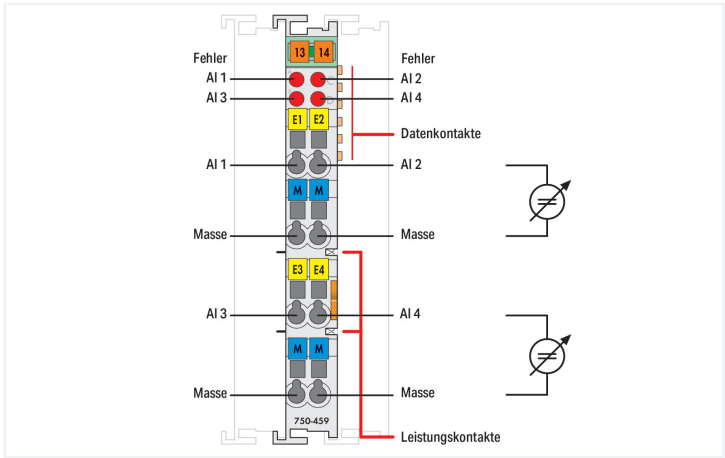 13 14
Fehler Fehler
AI 1 AI 2
AI 3 AI 4
E1 E2
Datenkontakte
AI 1 AI 2
M M
Masse Masse
E3 E4
AI 3 AI 4
M M
Masse Masse
750-459
Leistungskontakte